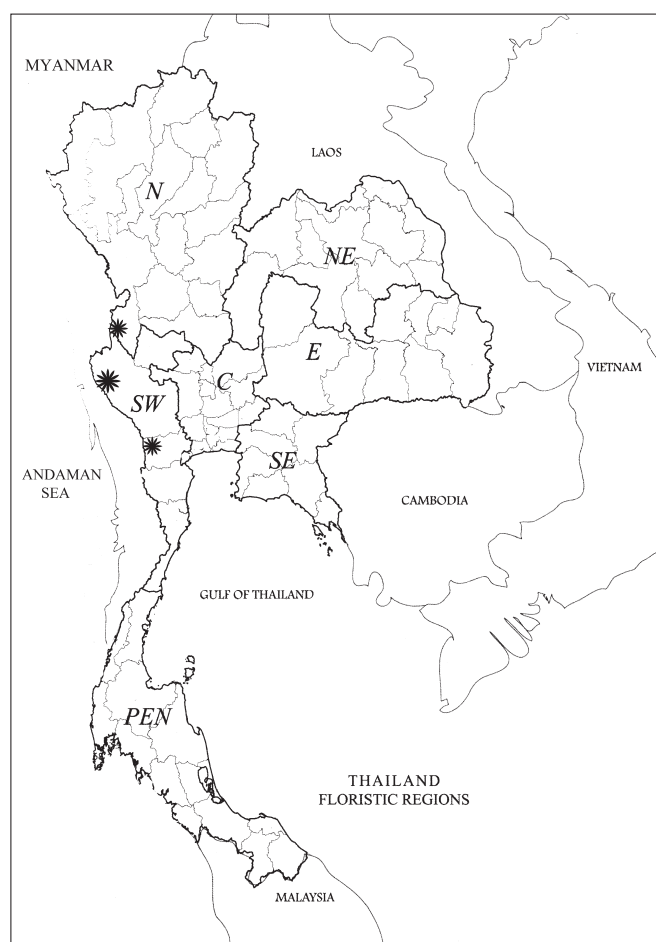 MYANMAR
LAOS
N
NE
E
C
VIETNAM
SW
SE
ANDAMAN
SEA
CAMBODIA
GULF OF THAILAND
PEN
THAILAND
FLORISTIC REGIONS
MALAYSIA